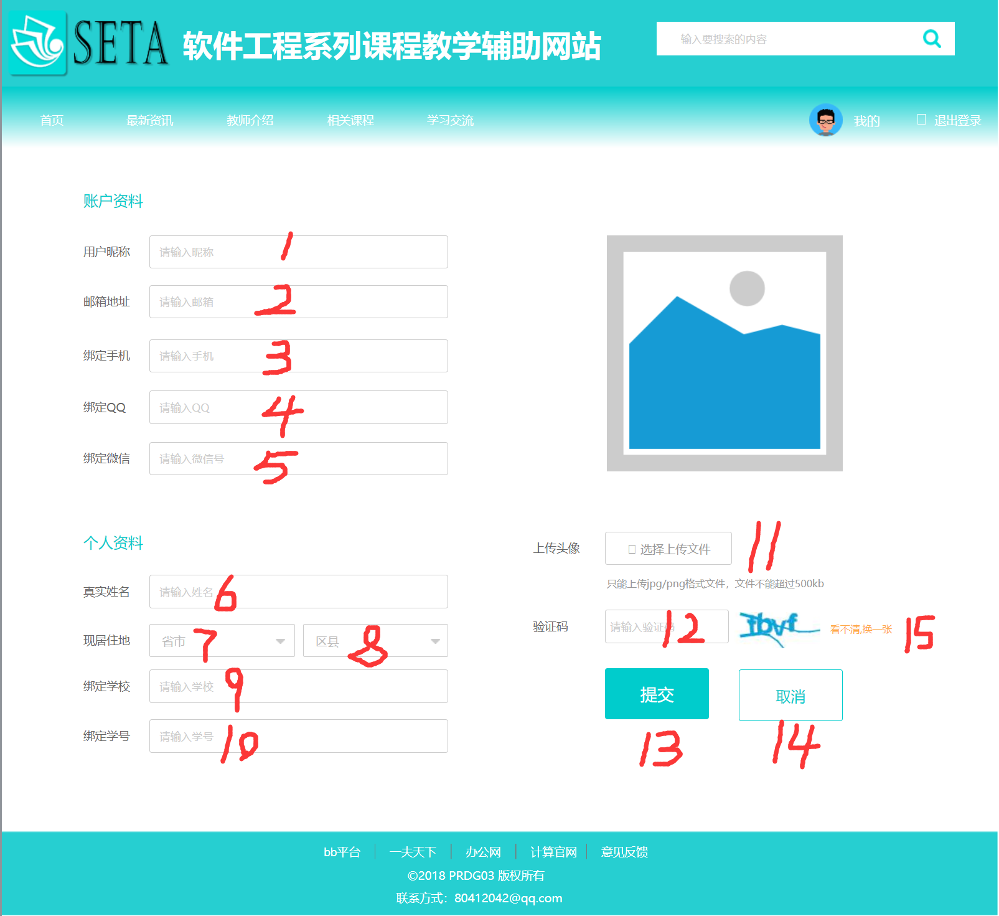 SETA 软件工程系列课程教学辅助网站 输入要搜索的内容
首页 最新资讯 教师介绍 相关课程 学习交流 我的 退出登录
账户资料
用户昵称 请输入昵称 1
邮箱地址 请输入邮箱 2
绑定手机 请输入手机 3
绑定QQ 请输入QQ 4
绑定微信 请输入微信号 5
个人资料
真实姓名 请输入姓名 6
现居住地 省市 7 区县 8
绑定学校 请输入学校 9
绑定学号 请输入学号 10
上传头像 选择上传文件 11
只能上传jpg/png格式文件，文件不能超过500kb
验证码 请输入验证码 12 看不清,换一张 15
提交 取消
13 14
bb平台 | 一夫天下 | 办公网 | 计算官网 | 意见反馈
©2018 PRDG03 版权所有
联系方式：80412042@qq.com